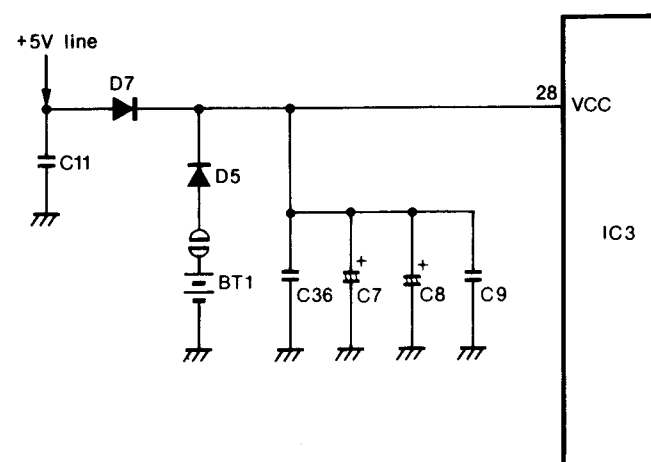 +5V line
D7
28
VCC
C11
D5
IC3
+
+
BT1
C36
C7
C8
C9